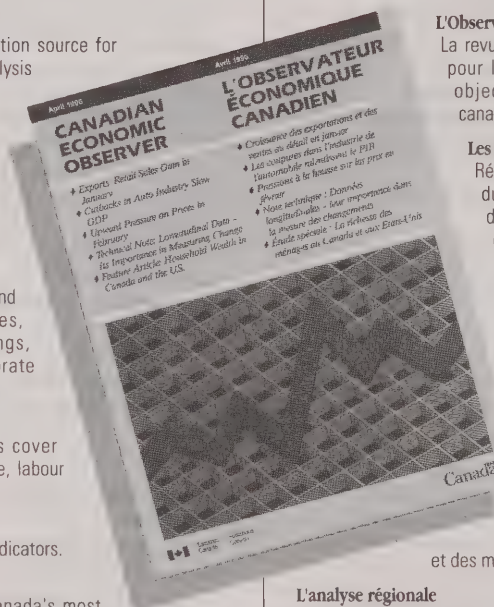 tion source for
lysis
nd
es,
ngs,
rate
s cover
e, labour
dicators.
anada's most
April 1990
CANADIAN
ECONOMIC
OBSERVER
♦ Exports, Retail Sales Gain in
January
♦ Cutbacks in Auto Industry Slow
GDP
♦ Upward Pressure on Prices in
February
♦ Technical Note: Longitudinal Data -
its Importance in Measuring Change
♦ Feature Article: Household Wealth in
Canada and the U.S.
Avril 1990
L'OBSERVATEUR
ÉCONOMIQUE
CANADIEN
♦ Croissance des exportations et des
ventes au détail en janvier
♦ Les coupures dans l'industrie de
l'automobile ralentissent le PIB
♦ Pressions à la hausse sur les prix en
février
♦ Note technique : Données
longitudinales - leur importance dans
la mesure des changements
♦ Étude spéciale : La richesse des
ménages au Canada et aux États-Unis
Canada
L'Observ
La revu
pour l
objec
cana
Les
Ré
du
d
et des m
L'analyse régionale